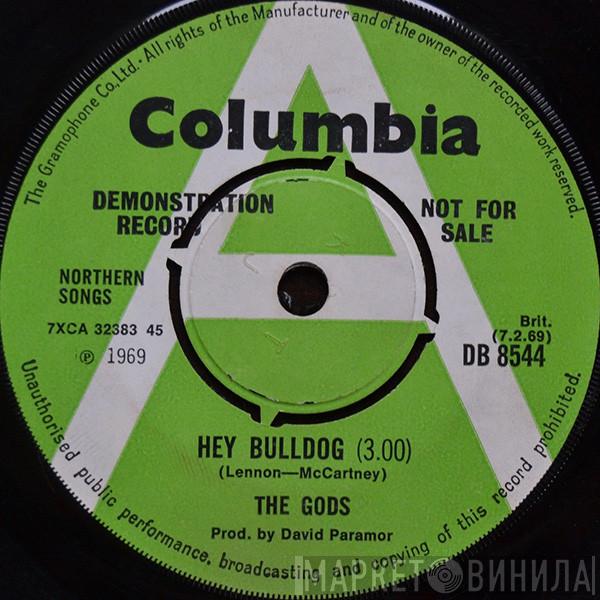 The Gramophone Co., Ltd. · All rights of the Manufacturer and of the owner of the recorded work reserved.
Columbia
DEMONSTRATION
RECORD
NOT FOR
SALE
NORTHERN
SONGS
7XCA 32383 45
℗ 1969
Brit.
(7.2.69)
DB 8544
A
HEY BULLDOG (3.00)
(Lennon—McCartney)
THE GODS
Prod. by David Paramor
Unauthorised public performance, broadcasting and copying of this record prohibited.
МАРКЕТ ВИНИЛА